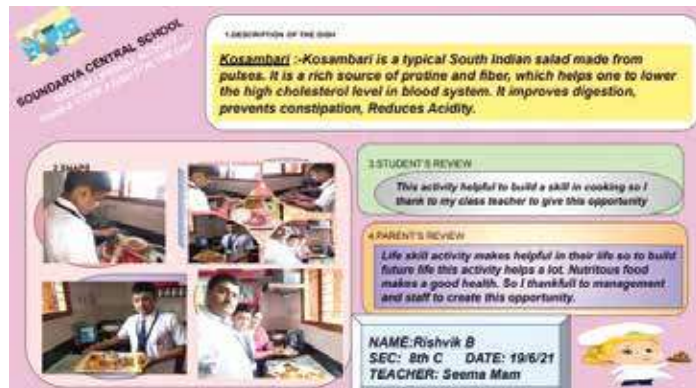 SOUNDARYA CENTRAL SCHOOL
1.DESCRIPTION OF THE DISH
Kosambari :-Kosambari is a typical South Indian salad made from
pulses. It is a rich source of protine and fiber, which helps one to lower
the high cholesterol level in blood system. It improves digestion,
prevents constipation, Reduces Acidity.
3.STUDENT'S REVIEW
This activity helpful to build a skill in cooking so I
thank to my class teacher to give this opportunity
4.PARENT'S REVIEW
Life skill activity makes helpful in their life so to build
future life this activity helps a lot. Nutritous food
makes a good health. So I thankfull to management
and staff to create this opportunity.
NAME:Rishvik B
SEC: 8th C DATE: 19/6/21
TEACHER: Seema Mam